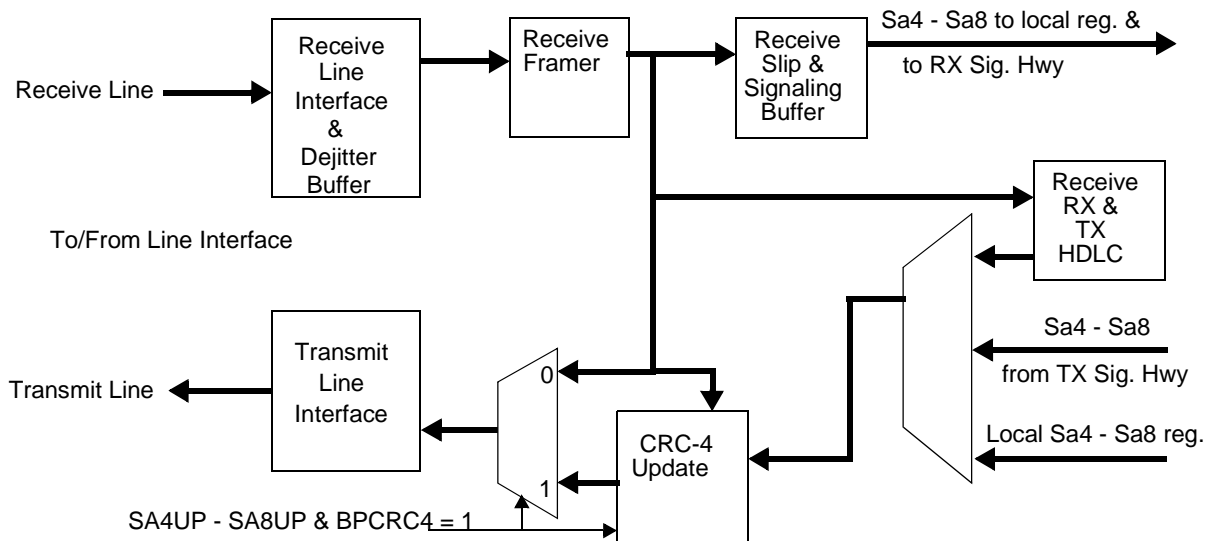 Sa4 - Sa8 to local reg. &
to RX Sig. Hwy
Receive Line
Receive
Line
Interface
&
Dejitter
Buffer
Receive
Framer
Receive
Slip &
Signaling
Buffer
Receive
RX &
TX
HDLC
To/From Line Interface
Sa4 - Sa8
from TX Sig. Hwy
Transmit Line
Transmit
Line
Interface
0
1
CRC-4
Update
Local Sa4 - Sa8 reg.
SA4UP - SA8UP & BPCRC4 = 1